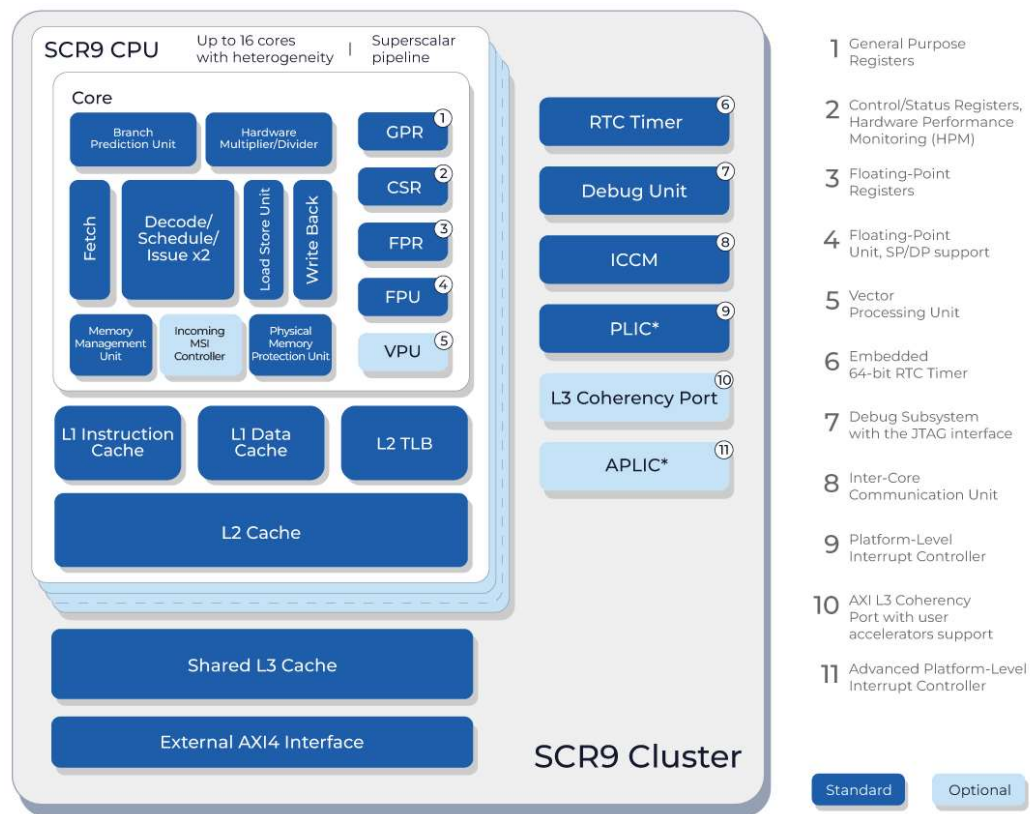 SCR9 CPU
Up to 16 cores
with heterogeneity
|
Superscalar
pipeline
Core
Branch
Prediction Unit
Hardware
Multiplier/Divider
Fetch
Decode/
Schedule/
Issue x2
Load Store Unit
Write Back
Memory
Management
Unit
Incoming
MSI
Controller
Physical
Memory
Protection Unit
GPR
1
CSR
2
FPR
3
FPU
4
VPU
5
L1 Instruction
Cache
L1 Data
Cache
L2 TLB
L2 Cache
Shared L3 Cache
External AXI4 Interface
RTC Timer
6
Debug Unit
7
ICCM
8
PLIC*
9
L3 Coherency Port
10
APLIC*
11
SCR9 Cluster
1 General Purpose
Registers
2 Control/Status Registers,
Hardware Performance
Monitoring (HPM)
3 Floating-Point
Registers
4 Floating-Point
Unit, SP/DP support
5 Vector
Processing Unit
6 Embedded
64-bit RTC Timer
7 Debug Subsystem
with the JTAG interface
8 Inter-Core
Communication Unit
9 Platform-Level
Interrupt Controller
10 AXI L3 Coherency
Port with user
accelerators support
11 Advanced Platform-Level
Interrupt Controller
Standard
Optional